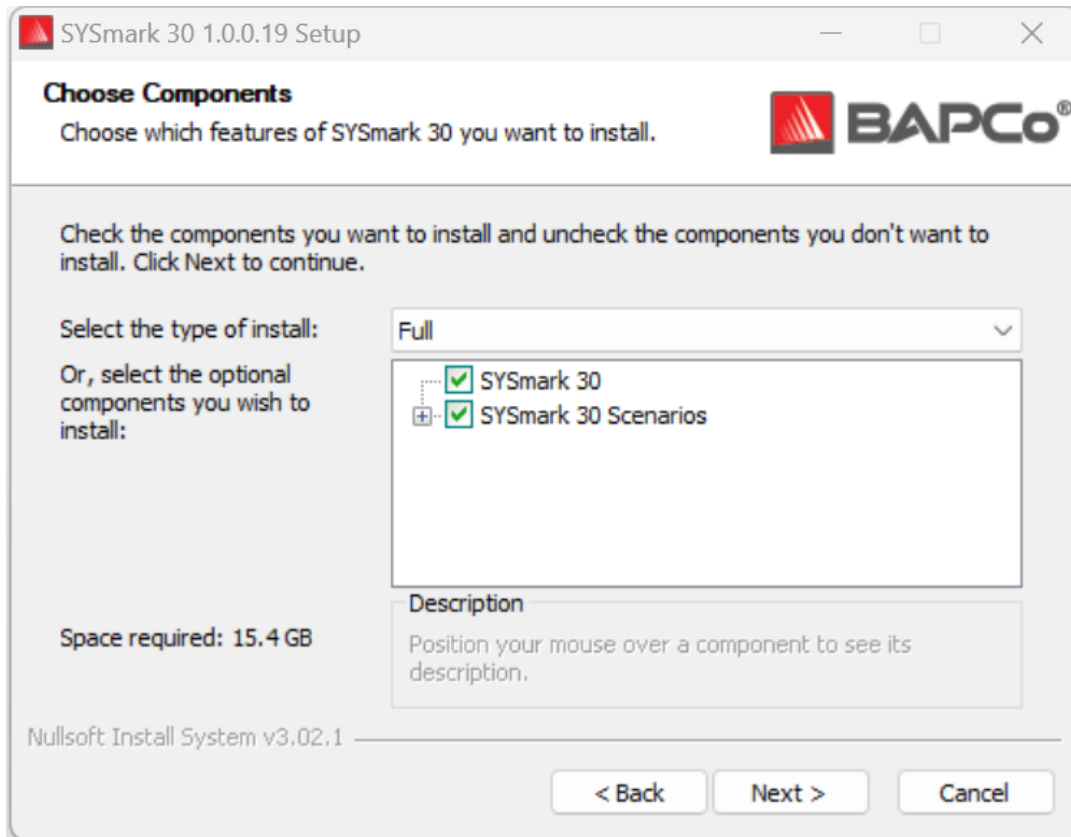 SYSmark 30 1.0.0.19 Setup
Choose Components
Choose which features of SYSmark 30 you want to install.
BAPCo®
Check the components you want to install and uncheck the components you don't want to
install. Click Next to continue.
Select the type of install:
Full
Or, select the optional
components you wish to
install:
SYSmark 30
SYSmark 30 Scenarios
Space required: 15.4 GB
Description
Position your mouse over a component to see its
description.
Nullsoft Install System v3.02.1
< Back
Next >
Cancel